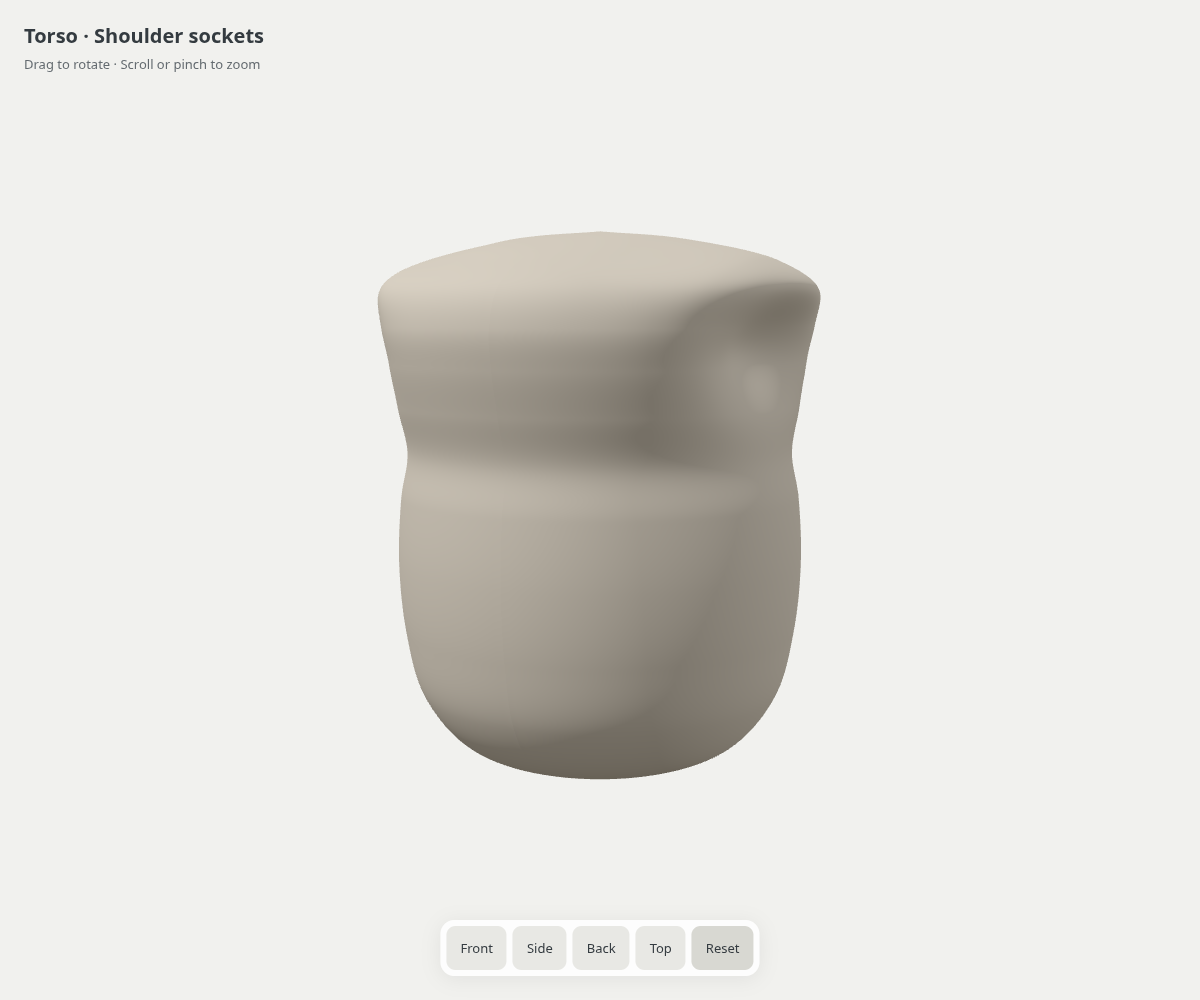 Torso · Shoulder sockets
Drag to rotate · Scroll or pinch to zoom
Front Side Back Top Reset